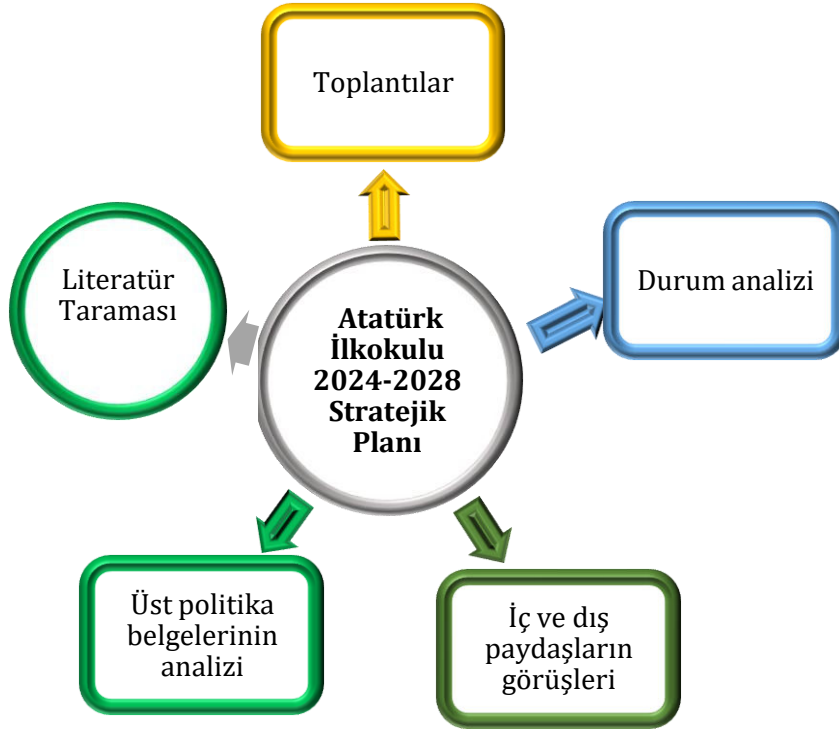 Toplantılar
Durum analizi
Literatür
Taraması
Atatürk
İlkokulu
2024-2028
Stratejik
Planı
Üst politika
belgelerinin
analizi
İç ve dış
paydaşların
görüşleri